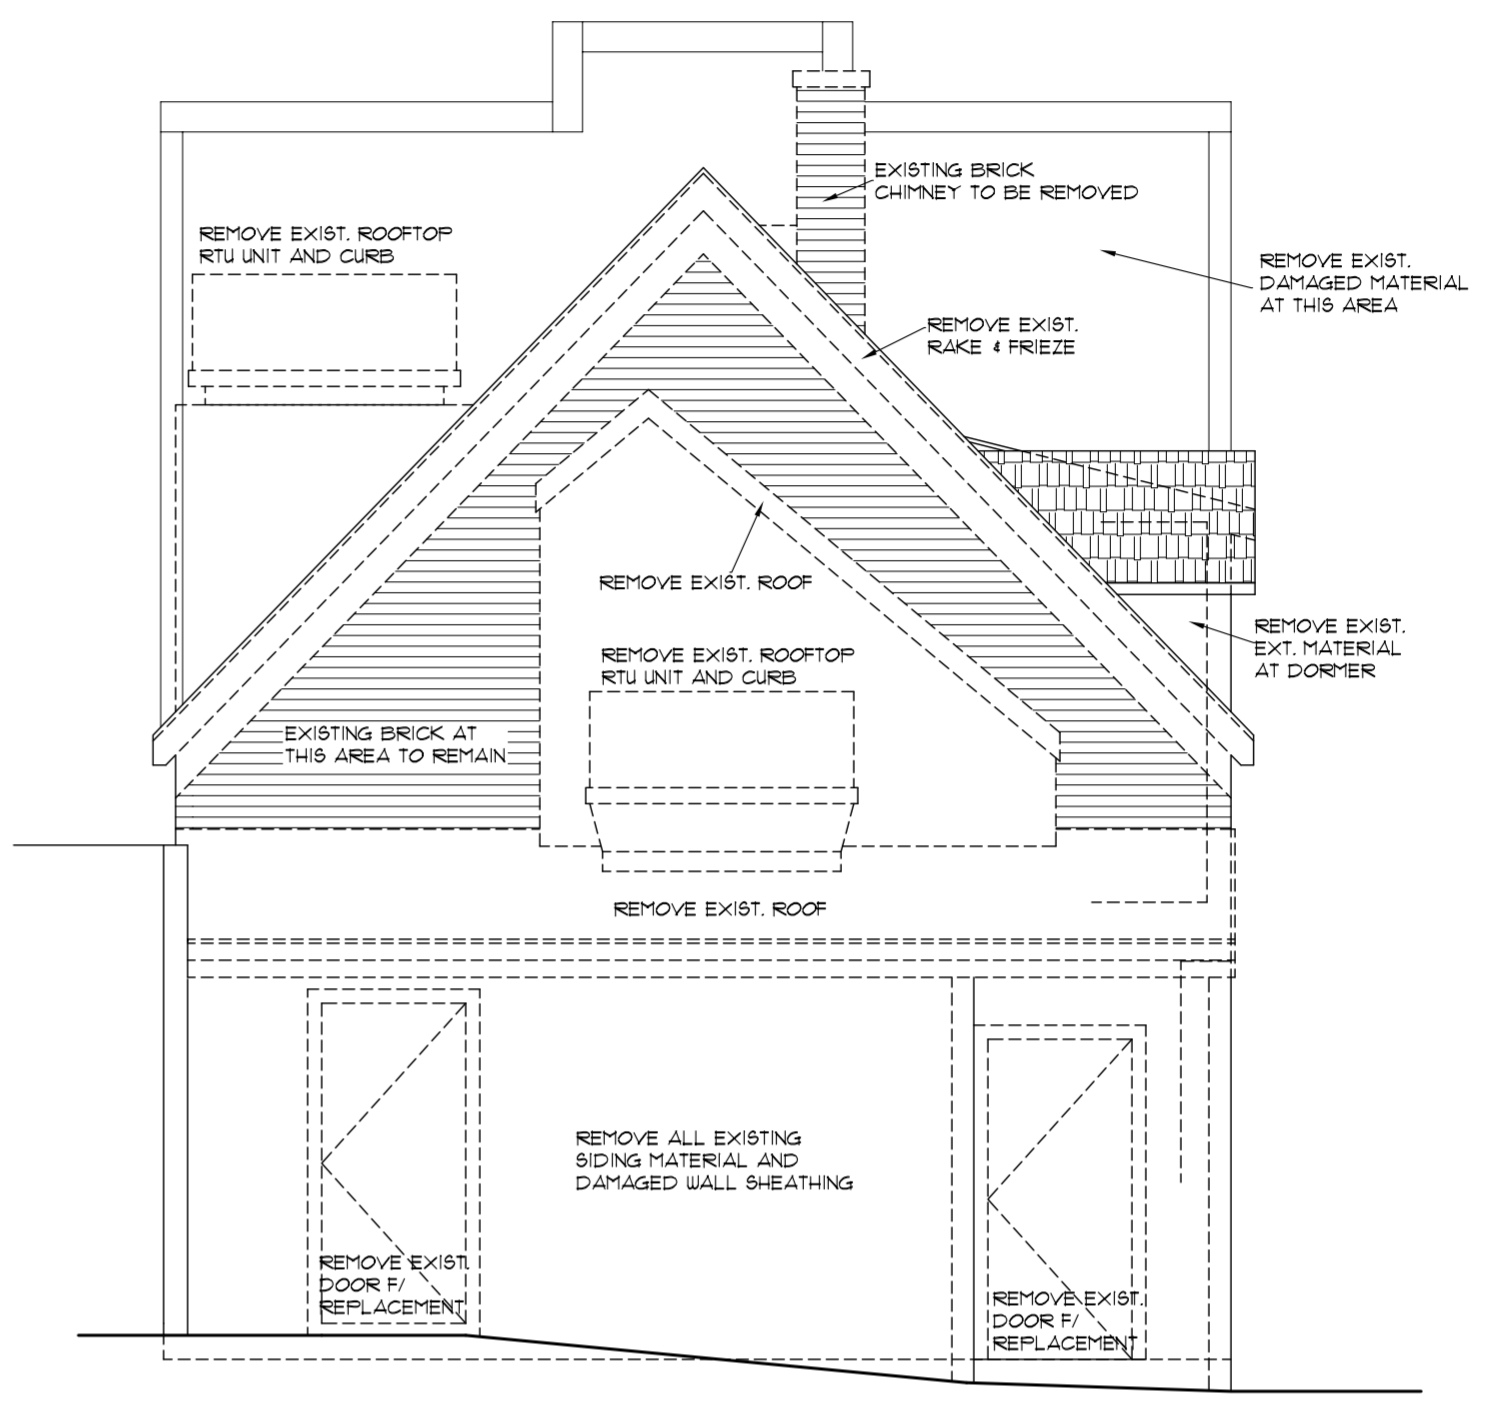 EXISTING BRICK
CHIMNEY TO BE REMOVED
REMOVE EXIST. ROOFTOP
RTU UNIT AND CURB
REMOVE EXIST.
DAMAGED MATERIAL
AT THIS AREA
REMOVE EXIST.
RAKE & FRIEZE
REMOVE EXIST. ROOF
REMOVE EXIST.
EXT. MATERIAL
AT DORMER
REMOVE EXIST. ROOFTOP
RTU UNIT AND CURB
EXISTING BRICK AT
THIS AREA TO REMAIN
REMOVE EXIST. ROOF
REMOVE ALL EXISTING
SIDING MATERIAL AND
DAMAGED WALL SHEATHING
REMOVE EXIST.
DOOR F/
REPLACEMENT
REMOVE EXIST.
DOOR F/
REPLACEMENT